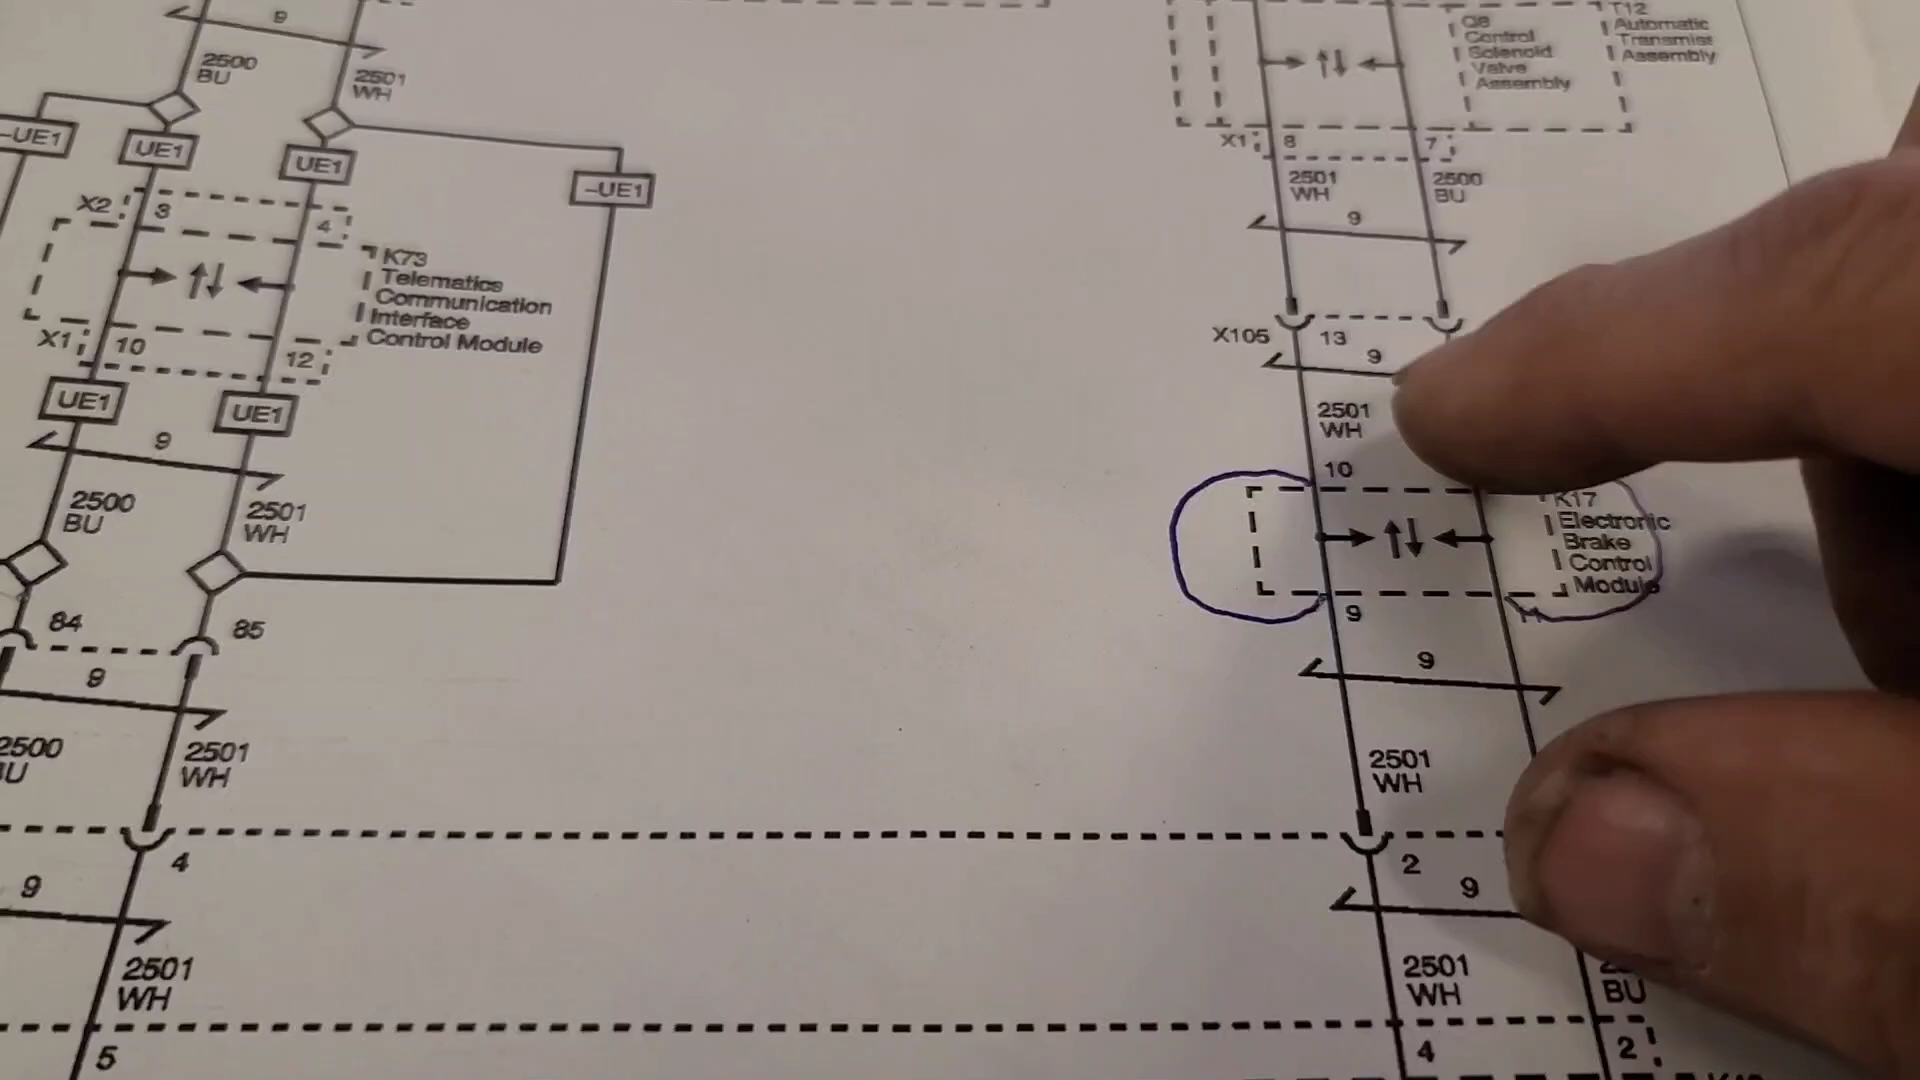 9
2500
BU
2501
WH
-UE1
UE1
UE1
-UE1
X2
3
4
K73
Telematics
Communication
Interface
Control Module
X1
10
12
UE1
UE1
9
2500
BU
2501
WH
84
85
9
2500
2501
WH
4
9
2501
WH
5
Q8
Control
Solenoid
Valve
Assembly
T12
Automatic
Transmiss
Assembly
X1
8
7
2501
WH
2500
BU
9
X105
13
9
2501
WH
10
K17
Electronic
Brake
Control
Module
9
9
2501
WH
2
9
2501
WH
BU
4
2